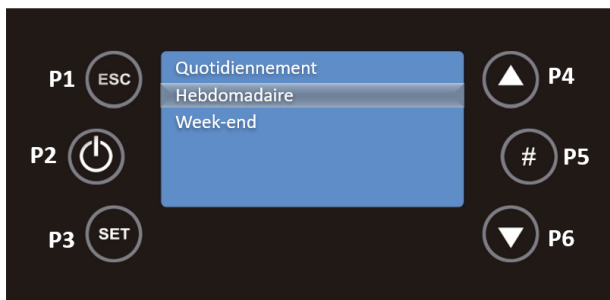 P1 ESC
P2
P3 SET
Quotidiennement
Hebdomadaire
Week-end
P4
# P5
P6